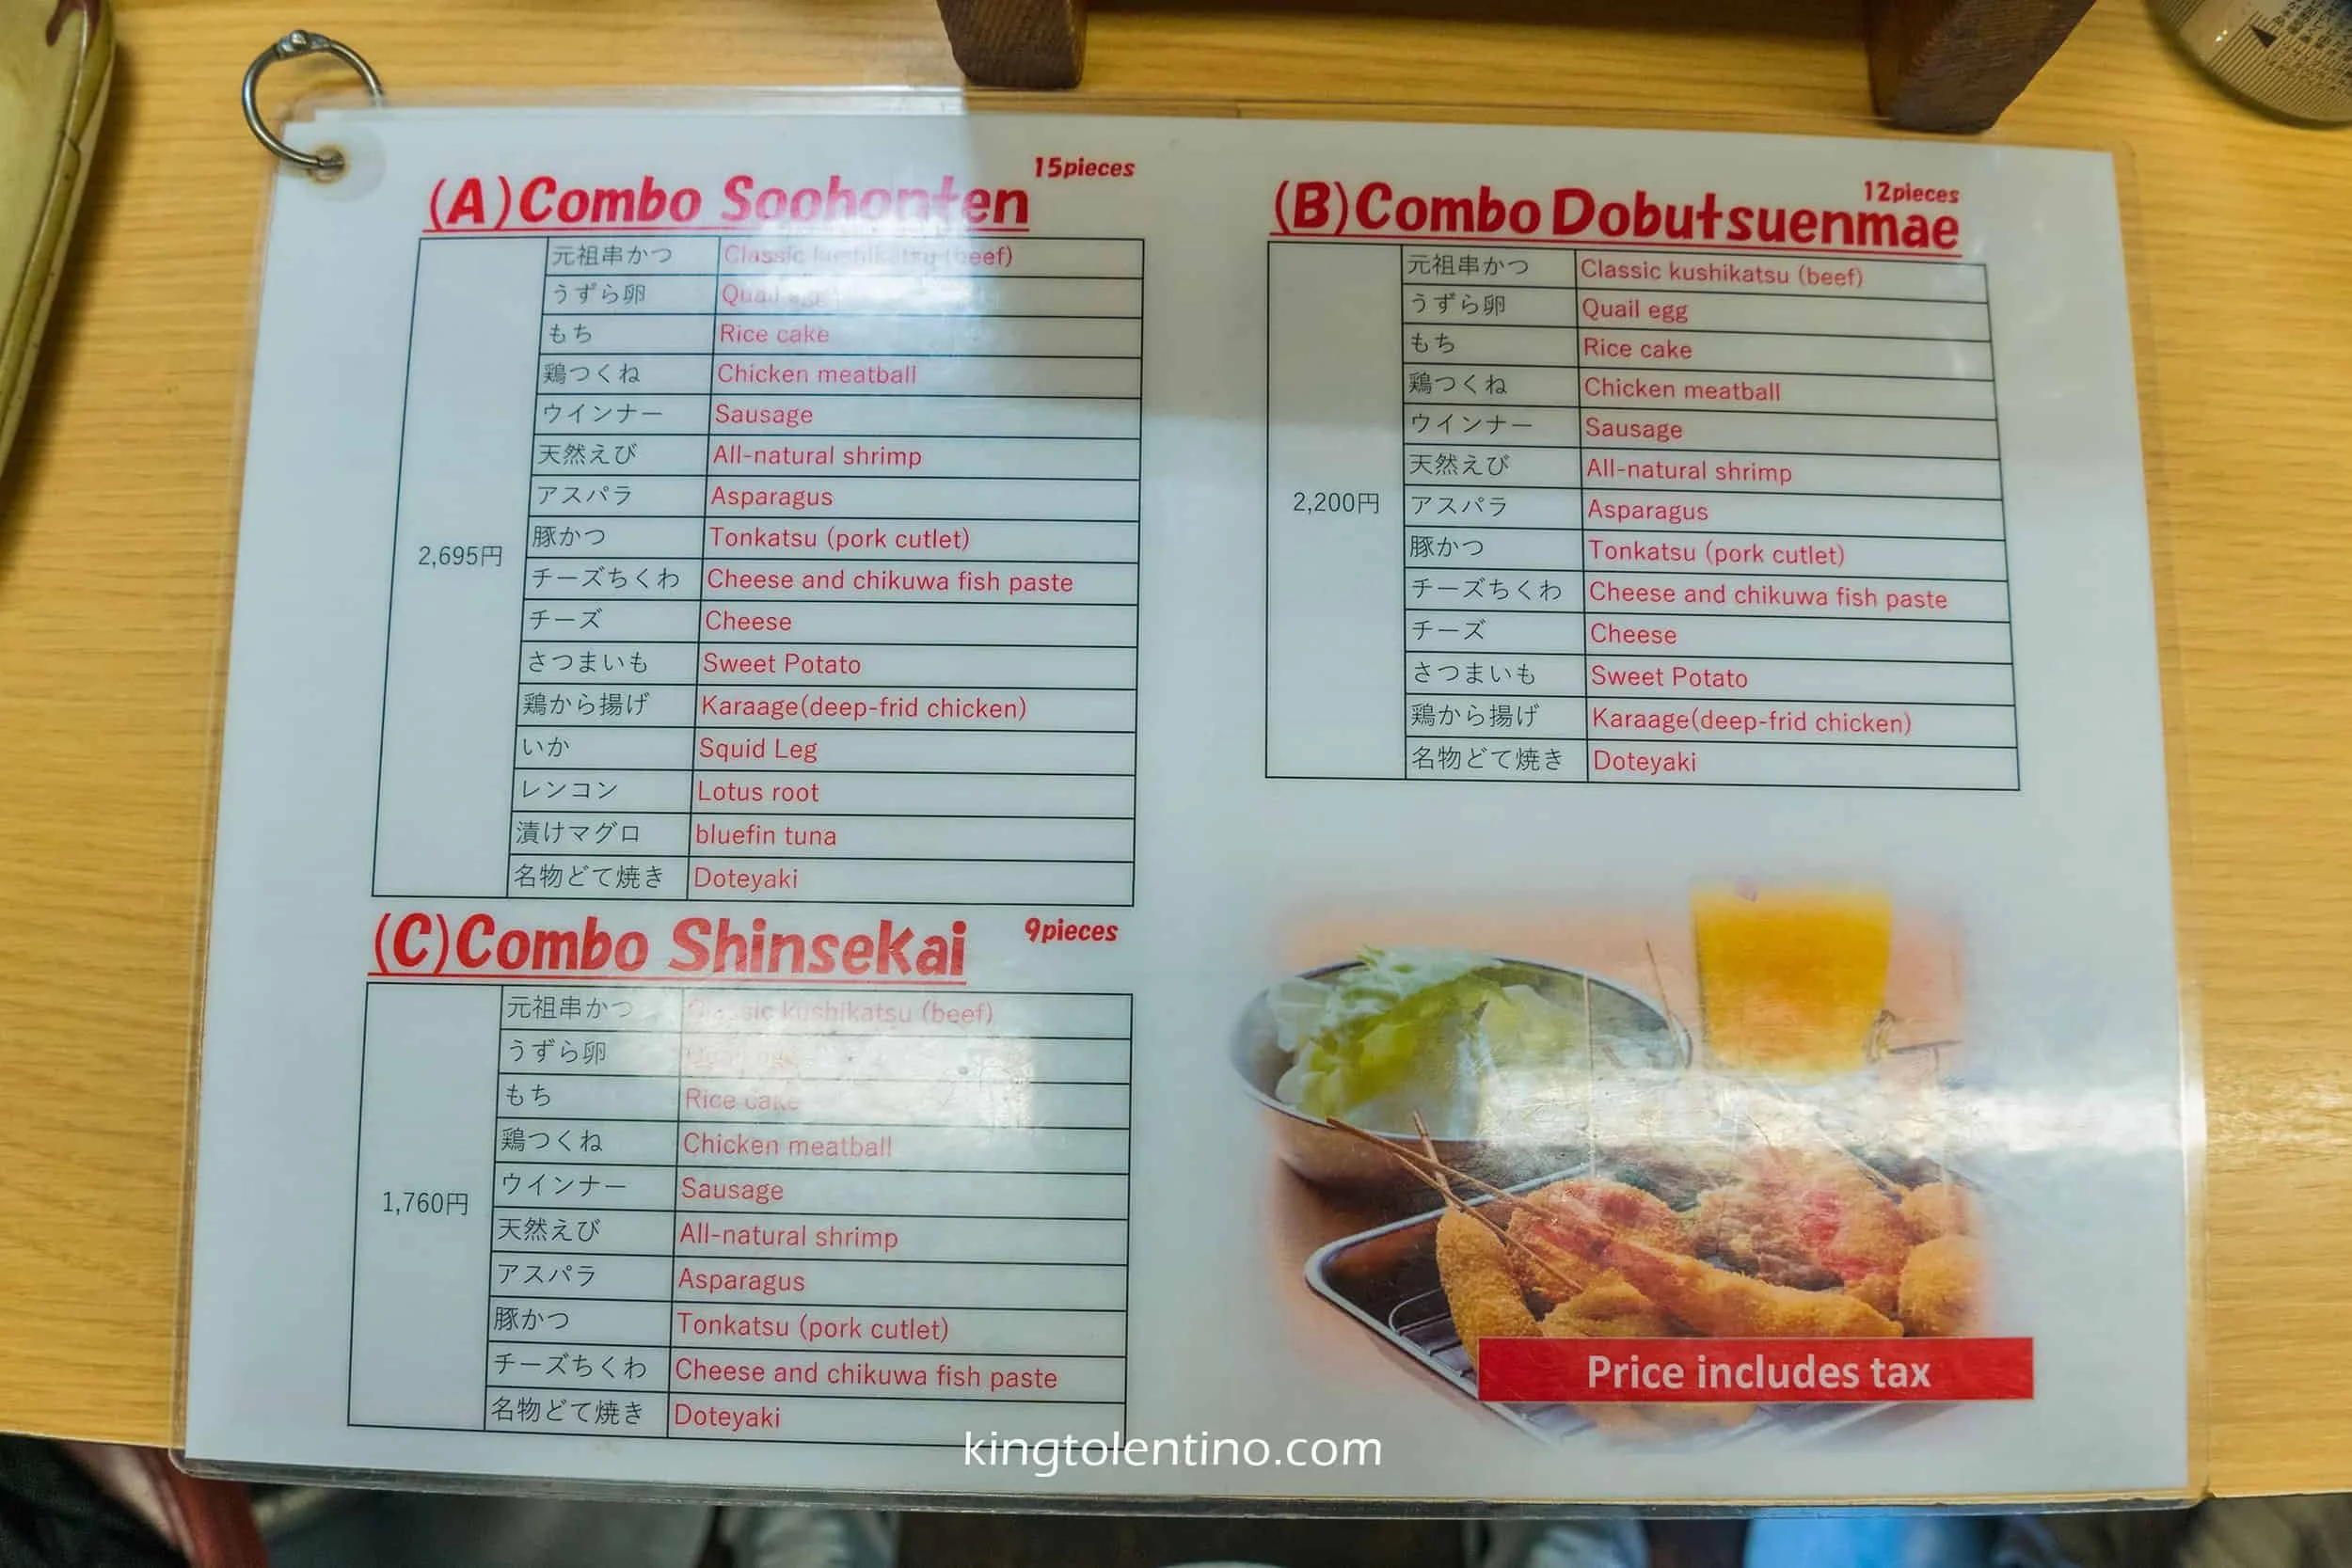 (A)Combo Soohonten 15pieces
2,695円
元祖串かつ Classic kushikatsu (beef)
うずら卵 Quail egg
もち Rice cake
鶏つくね Chicken meatball
ウインナー Sausage
天然えび All-natural shrimp
アスパラ Asparagus
豚かつ Tonkatsu (pork cutlet)
チーズちくわ Cheese and chikuwa fish paste
チーズ Cheese
さつまいも Sweet Potato
鶏から揚げ Karaage(deep-frid chicken)
いか Squid Leg
レンコン Lotus root
漬けマグロ bluefin tuna
名物どて焼き Doteyaki
(B)Combo Dobutsuenmae 12pieces
2,200円
元祖串かつ Classic kushikatsu (beef)
うずら卵 Quail egg
もち Rice cake
鶏つくね Chicken meatball
ウインナー Sausage
天然えび All-natural shrimp
アスパラ Asparagus
豚かつ Tonkatsu (pork cutlet)
チーズちくわ Cheese and chikuwa fish paste
チーズ Cheese
さつまいも Sweet Potato
鶏から揚げ Karaage(deep-frid chicken)
名物どて焼き Doteyaki
(C)Combo Shinsekai 9pieces
1,760円
元祖串かつ Classic kushikatsu (beef)
うずら卵
もち Rice cake
鶏つくね Chicken meatball
ウインナー Sausage
天然えび All-natural shrimp
アスパラ Asparagus
豚かつ Tonkatsu (pork cutlet)
チーズちくわ Cheese and chikuwa fish paste
名物どて焼き Doteyaki
Price includes tax
kingtolentino.com